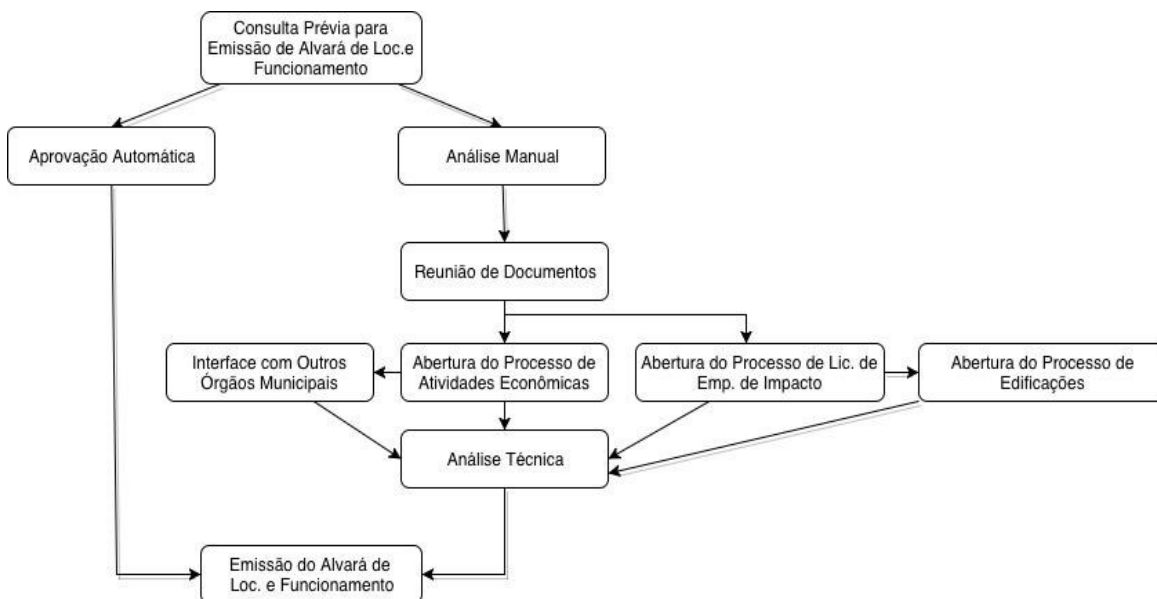 Consulta Prévia para
Emissão de Alvará de Loc.e
Funcionamento
Aprovação Automática
Análise Manual
Reunião de Documentos
Interface com Outros
Órgãos Municipais
Abertura do Processo de
Atividades Econômicas
Abertura do Processo de Lic. de
Emp. de Impacto
Abertura do Processo de
Edificações
Análise Técnica
Emissão do Alvará de
Loc. e Funcionamento